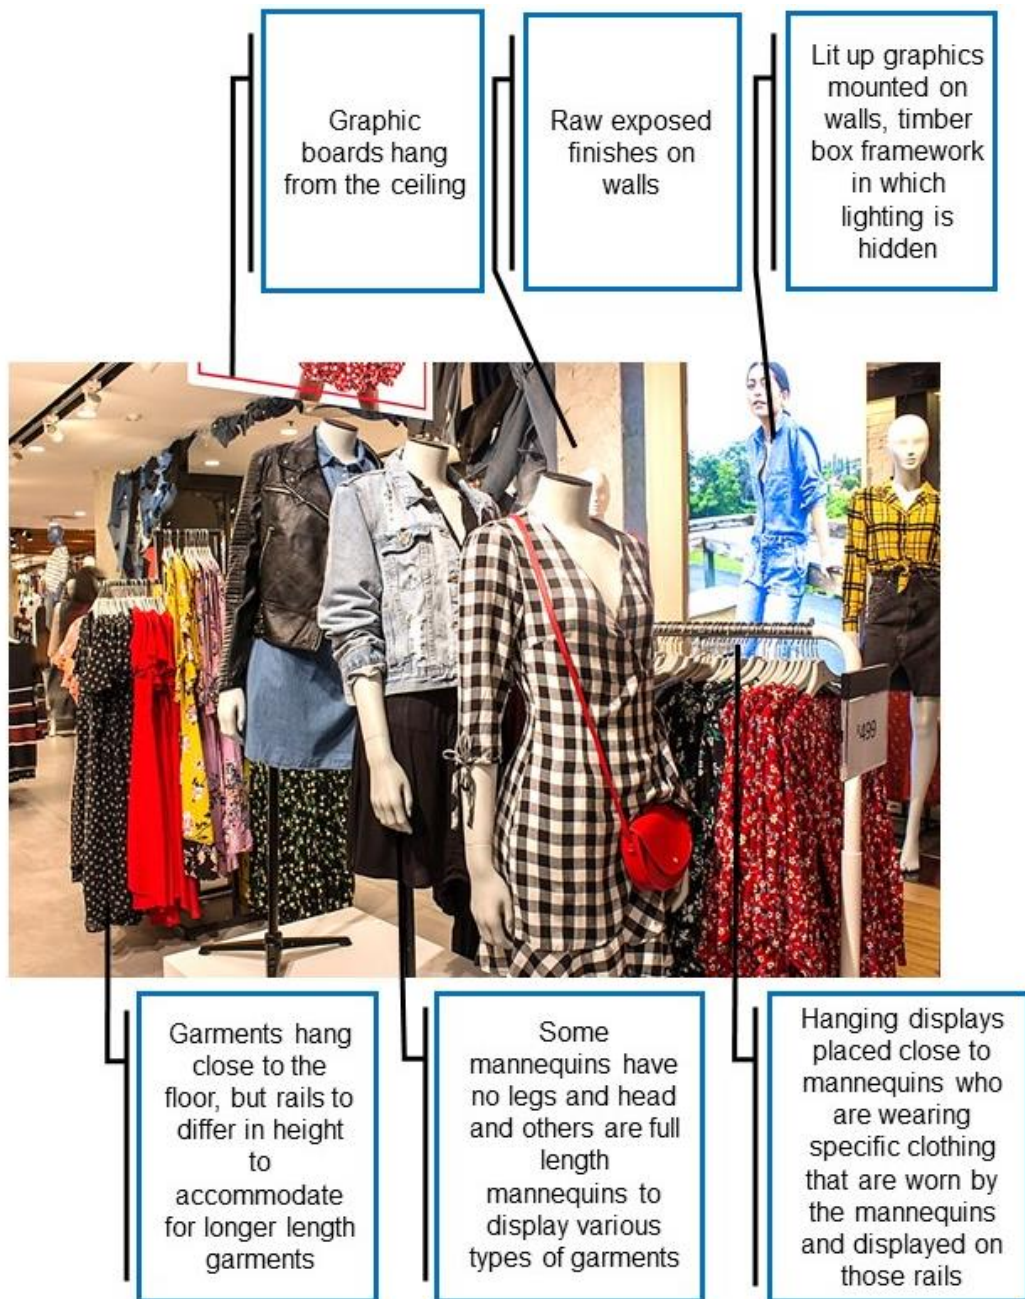 Graphic
boards hang
from the ceiling
Raw exposed
finishes on
walls
Lit up graphics
mounted on
walls, timber
box framework
in which
lighting is
hidden
499
Garments hang
close to the
floor, but rails to
differ in height
to
accommodate
for longer length
garments
Some
mannequins have
no legs and head
and others are full
length
mannequins to
display various
types of garments
Hanging displays
placed close to
mannequins who
are wearing
specific clothing
that are worn by
the mannequins
and displayed on
those rails